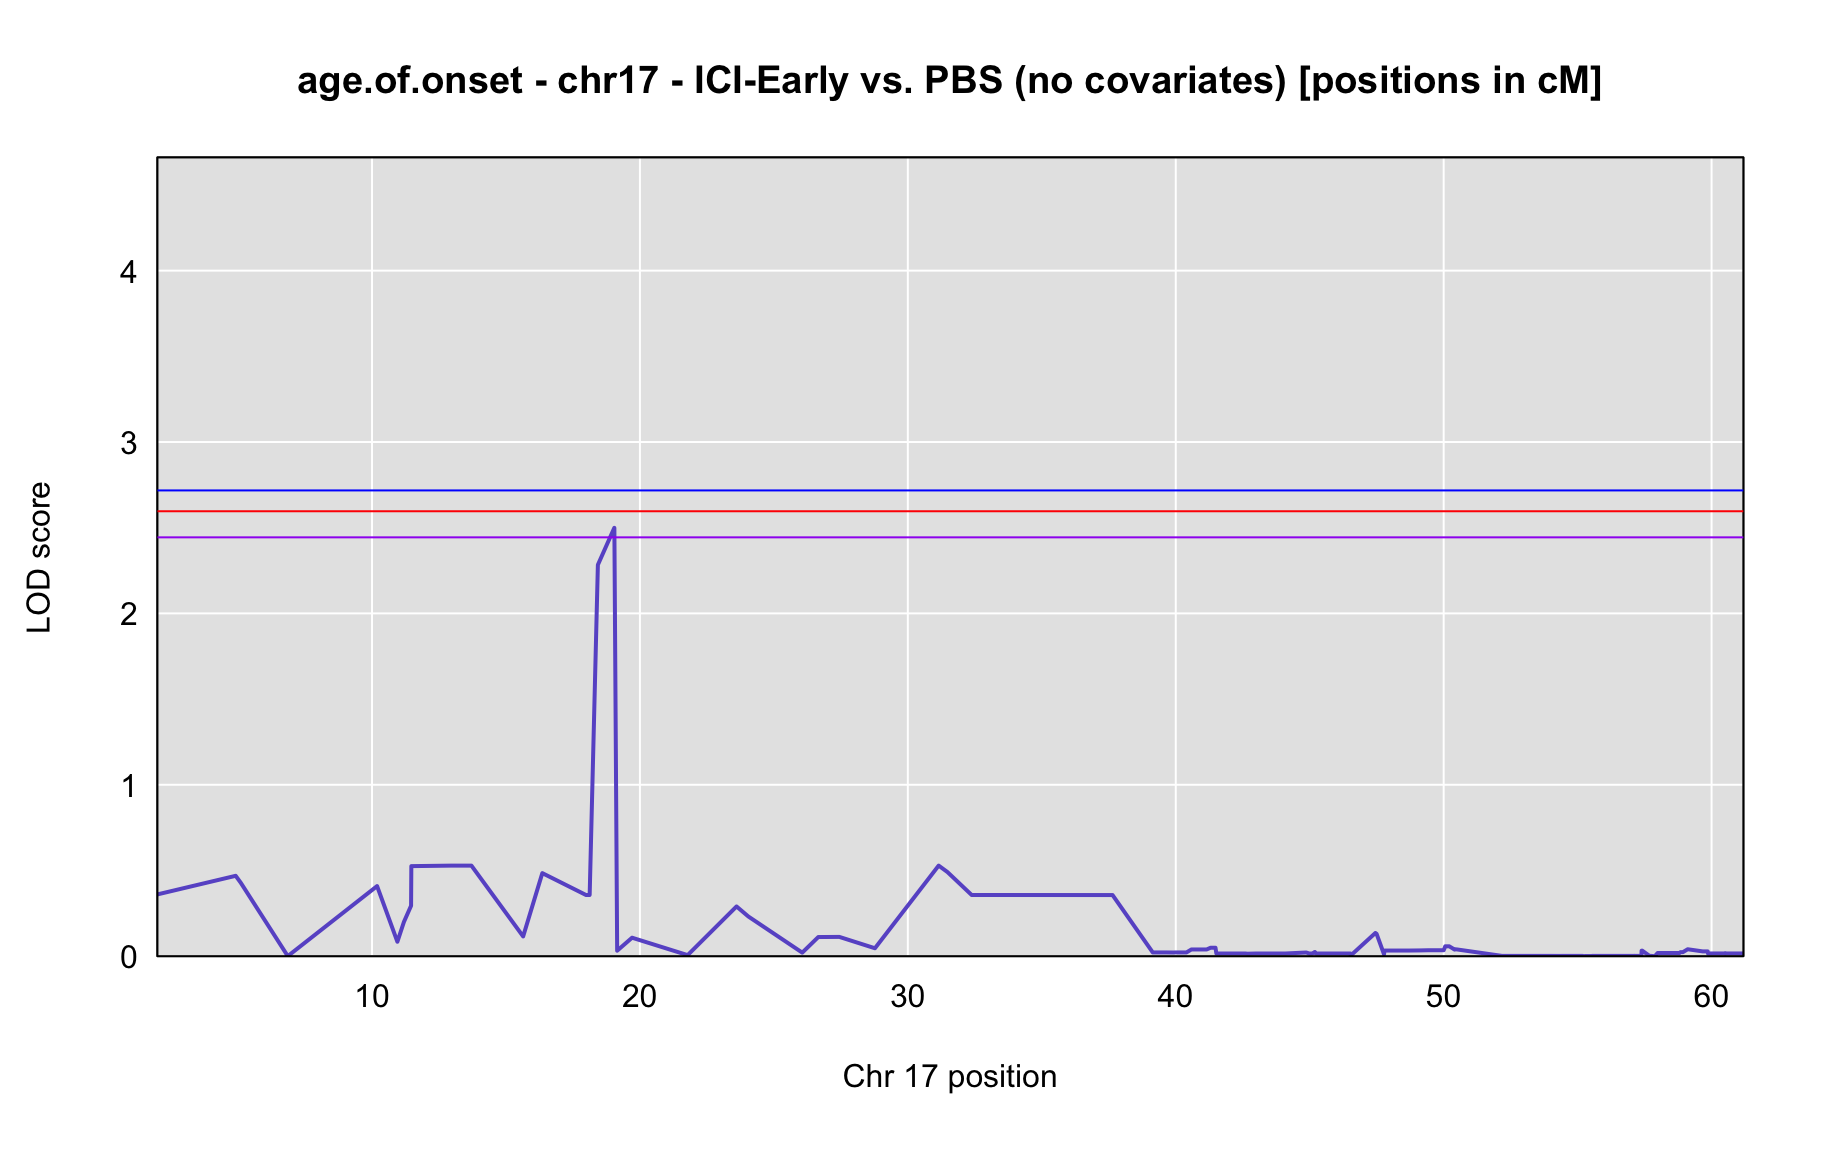 age.of.onset - chr17 - ICI-Early vs. PBS (no covariates) [positions in cM]
4
3
2
1
0
LOD score
10 20 30 40 50 60
Chr 17 position